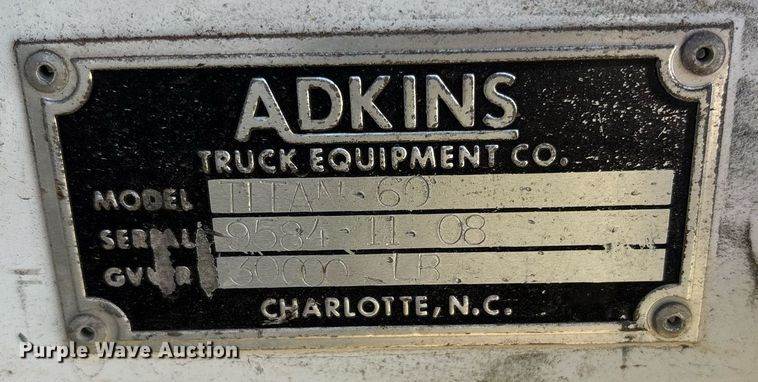 ADKINS
TRUCK EQUIPMENT CO.
MODEL TITAN-60
SERIAL 9584-11-08
GVWR 30000 LB
CHARLOTTE, N.C.
Purple Wave Auction